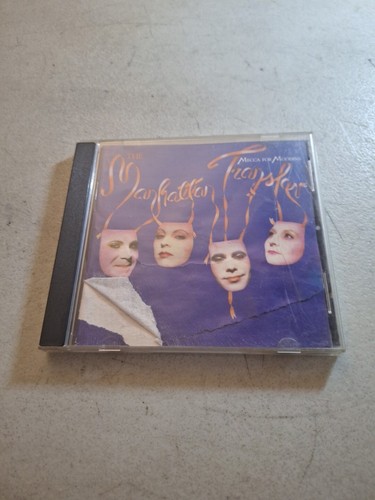 THE
MECCA FOR MODERNS
Manhattan Transfer